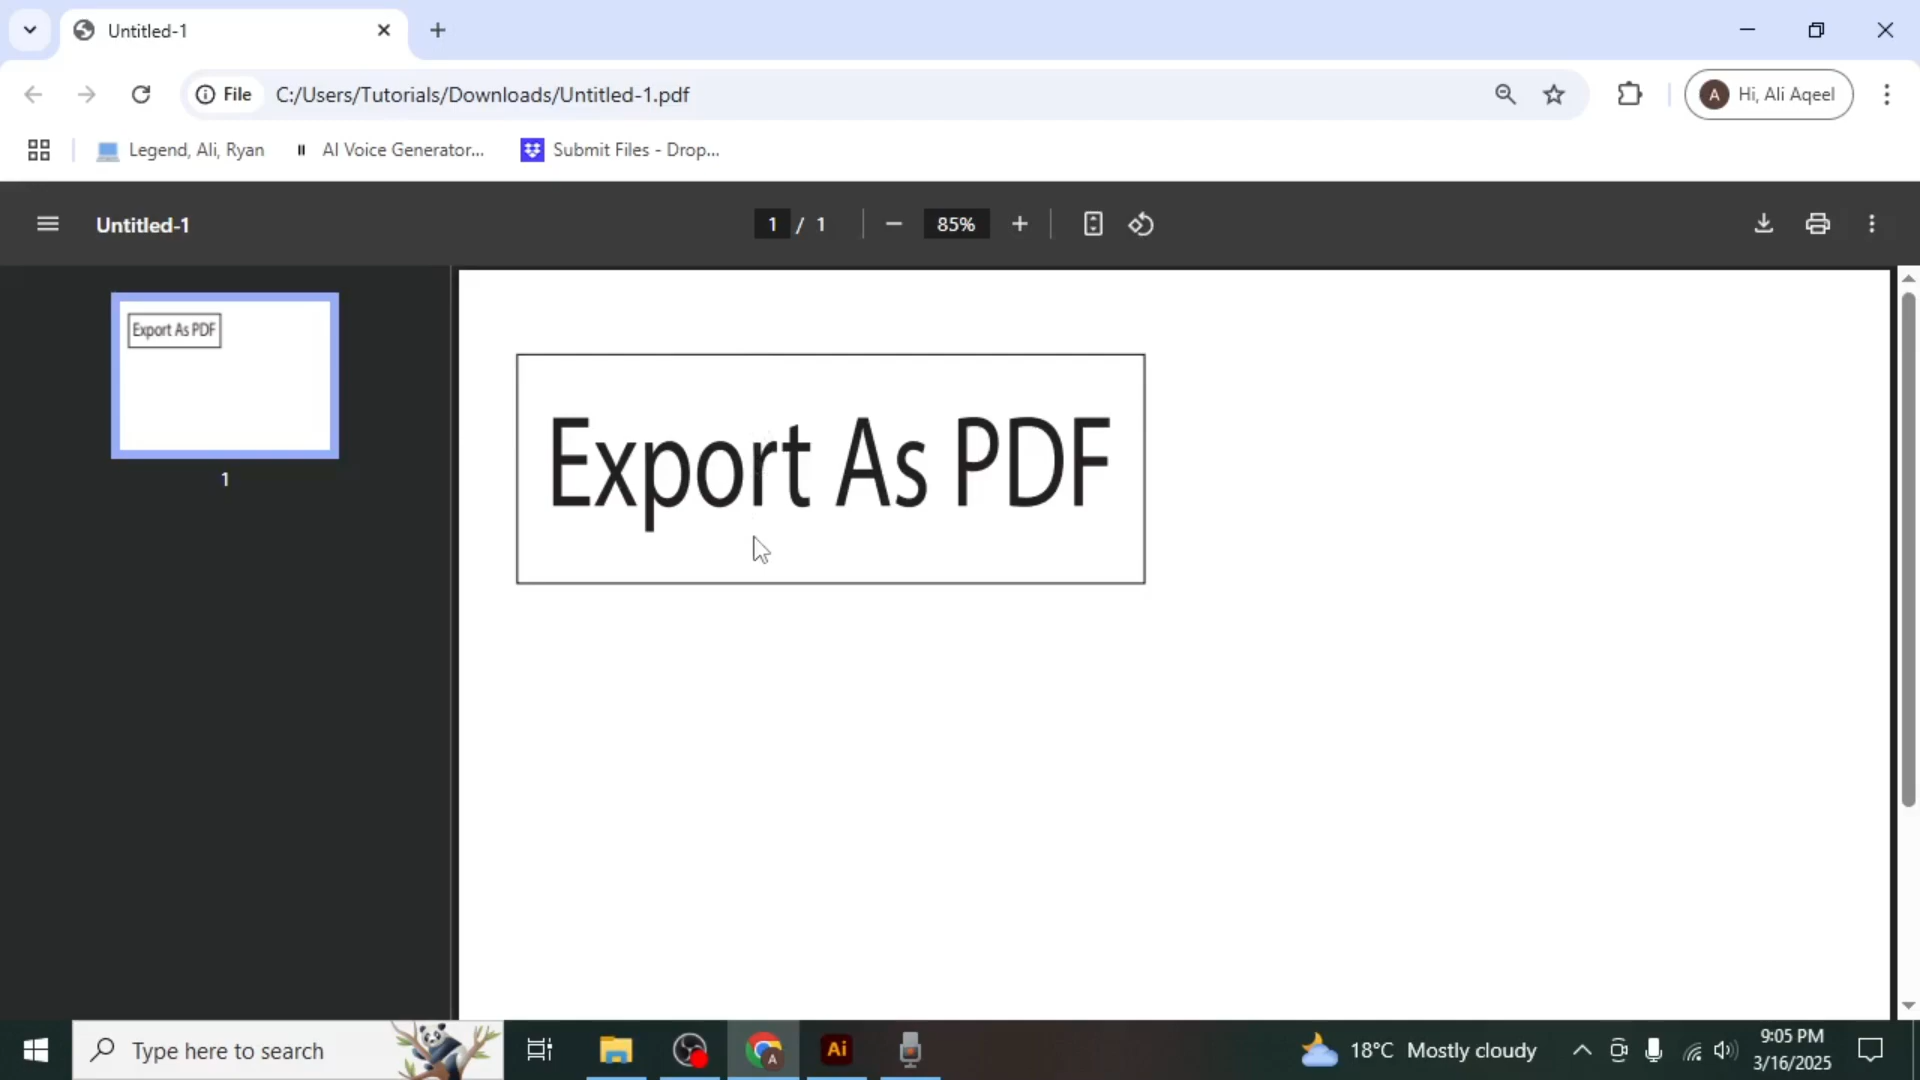 Untitled-1
File C:/Users/Tutorials/Downloads/Untitled-1.pdf
A Hi, Ali Aqeel
Legend, Ali, Ryan
AI Voice Generator...
Submit Files - Drop...
Untitled-1
1 / 1
85%
Export As PDF
1
Export As PDF
Type here to search
A
Ai
18°C Mostly cloudy
9:05 PM
3/16/2025